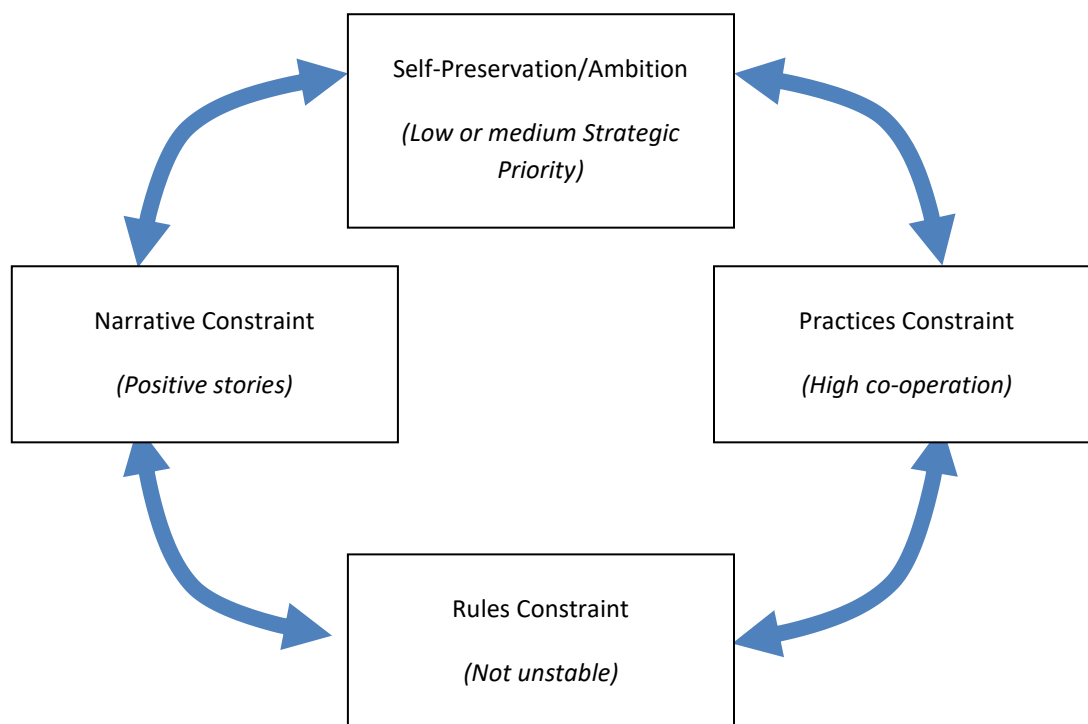 Self-Preservation/Ambition
(Low or medium Strategic
Priority)
Narrative Constraint
(Positive stories)
Practices Constraint
(High co-operation)
Rules Constraint
(Not unstable)